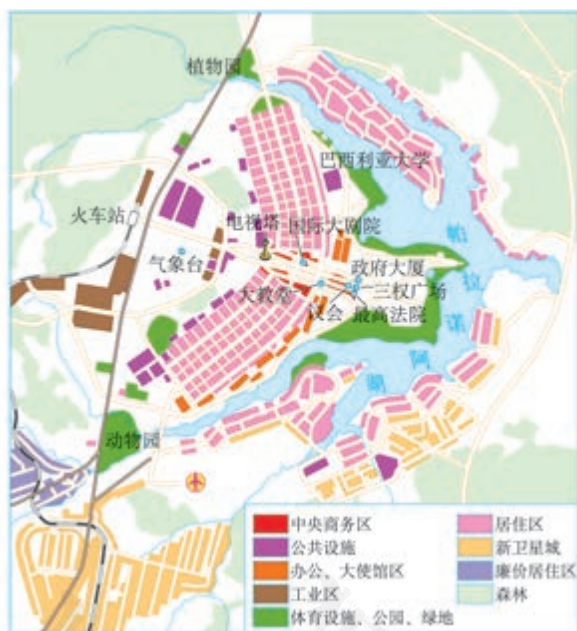 植物园
巴西利亚大学
火车站
电视塔
国际大剧院
气象台
政府大厦
大教堂
三权广场
议会
最高法院
帕拉诺阿湖
动物园
中央商务区
公共设施
办公、大使馆区
工业区
体育设施、公园、绿地
居住区
新卫星城
廉价居住区
森林